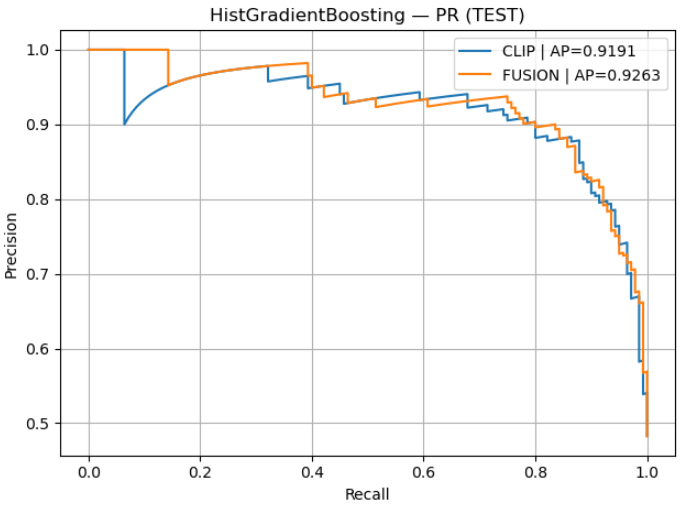 HistGradientBoosting — PR (TEST)
CLIP | AP=0.9191
FUSION | AP=0.9263
1.0
0.9
0.8
0.7
0.6
0.5
Precision
0.0 0.2 0.4 0.6 0.8 1.0
Recall